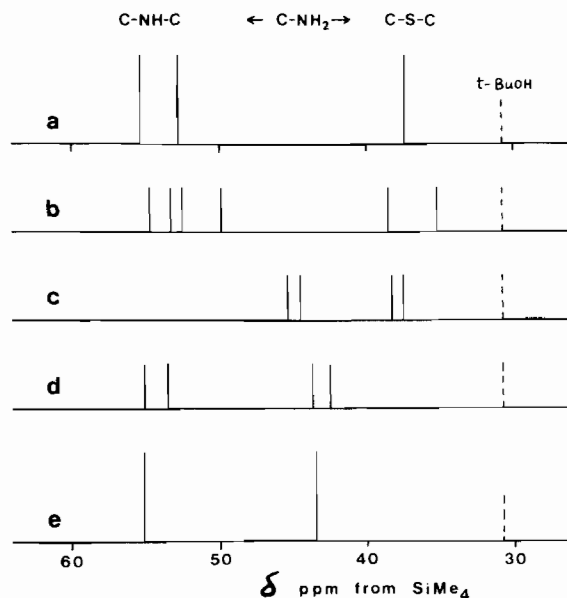 C-NH-C ← C-NH₂ → C-S-C
t-BuOH
a
b
c
d
e
60 50 40 30
δ ppm from SiMe₄